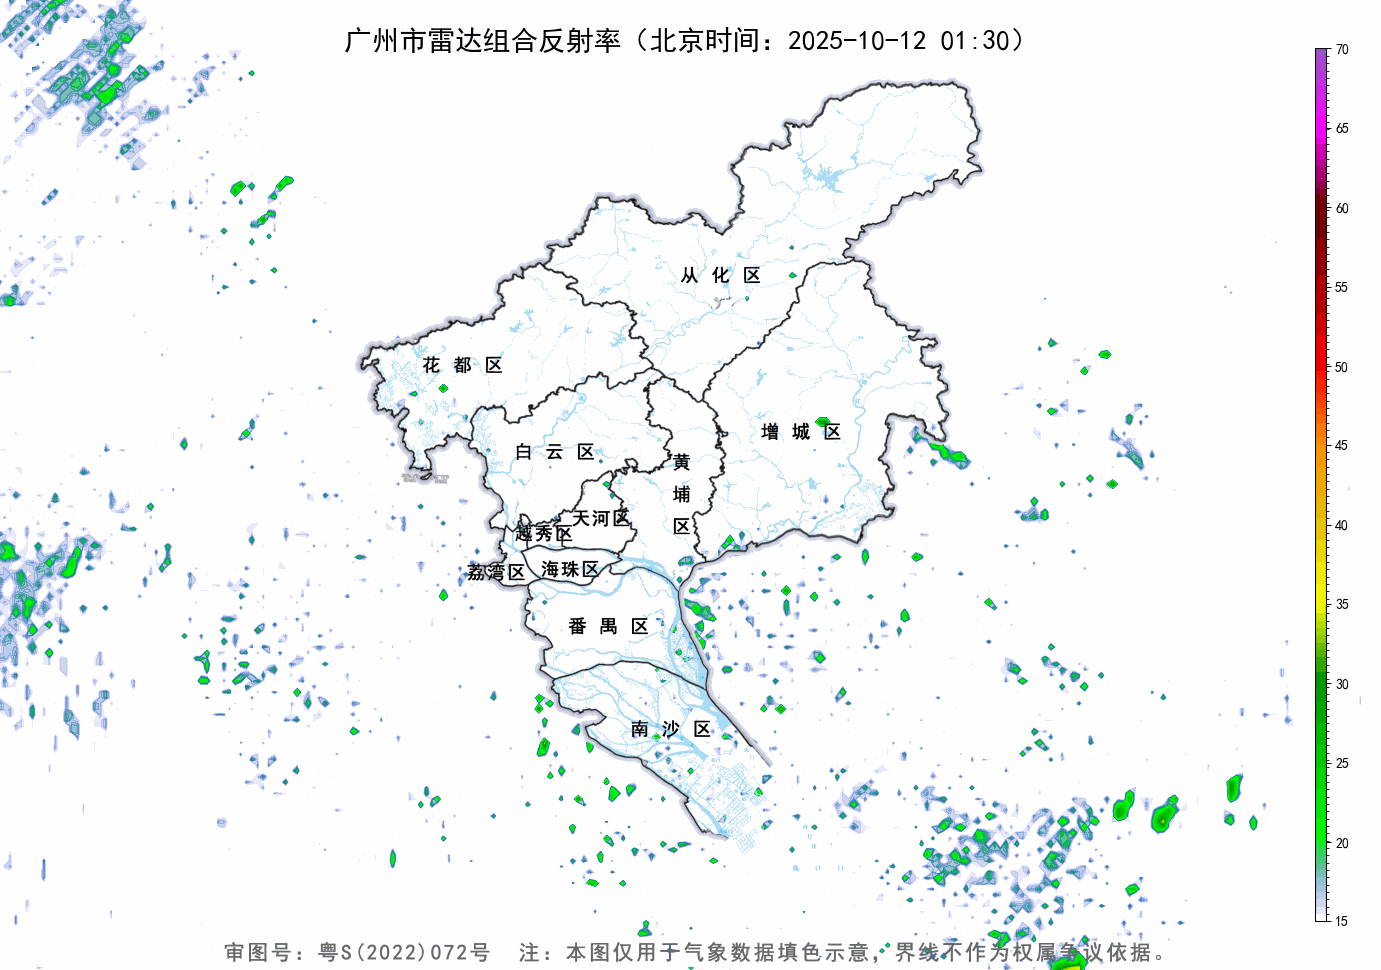 广州市雷达组合反射率（北京时间：2025-10-12 01:30）
70
65
60
55
50
45
40
35
30
25
20
15
从化区
花都区
增城区
白云区
黄埔区
天河区
越秀区
海珠区
荔湾区
番禺区
南沙区
审图号：粤S(2022)072号 注：本图仅用于气象数据填色示意，界线不作为权属争议依据。